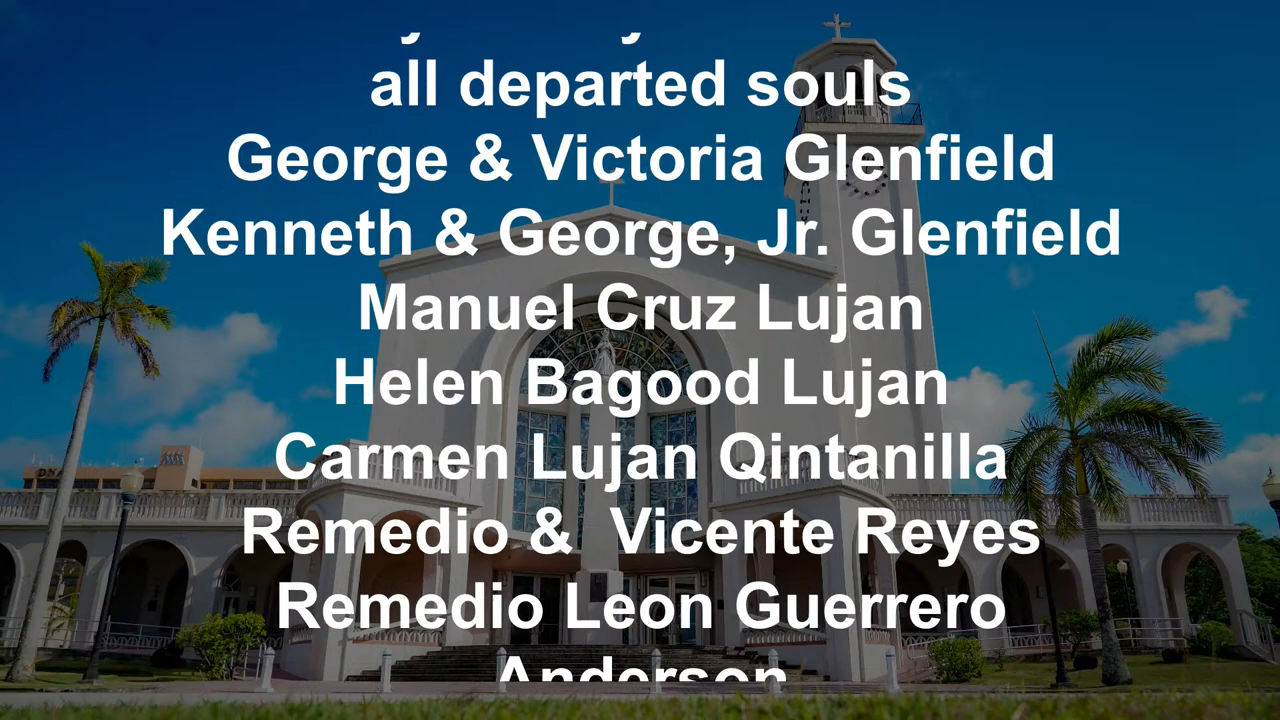 all departed souls
George & Victoria Glenfield
Kenneth & George, Jr. Glenfield
Manuel Cruz Lujan
Helen Bagood Lujan
Carmen Lujan Qintanilla
Remedio &  Vicente Reyes
Remedio Leon Guerrero
Anderson